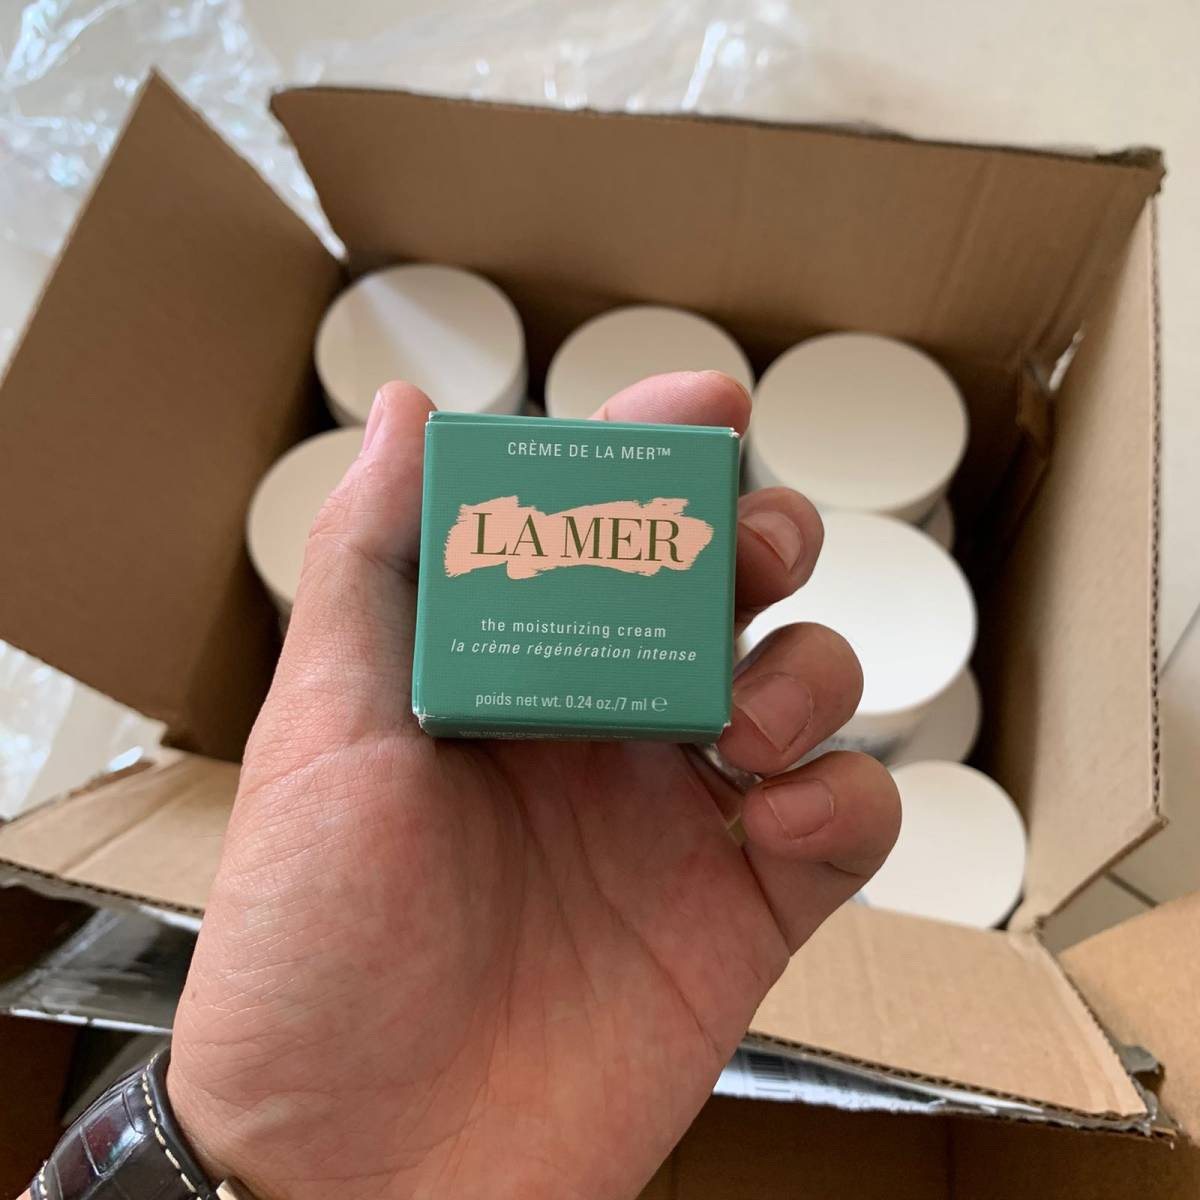 CRÈME DE LA MER™
LA MER
the moisturizing cream
la crème régénération intense
poids net wt. 0.24 oz./7 ml ℮